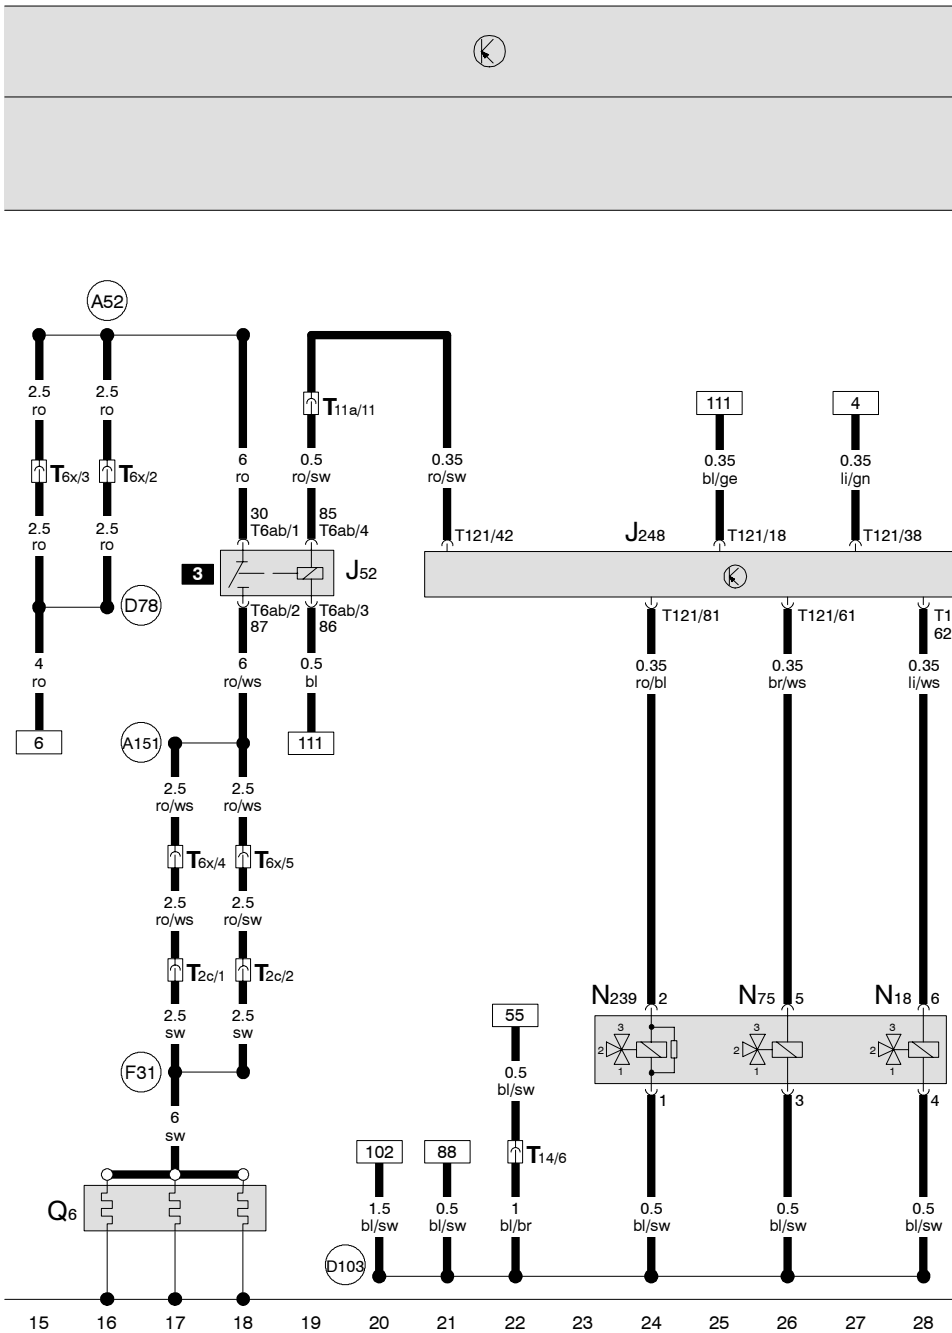 A52
2.5
ro
2.5
ro
T11a/11
111
4
6
ro
0.5
ro/sw
0.35
ro/sw
0.35
bl/ge
0.35
li/gn
T6x/3
T6x/2
2.5
ro
2.5
ro
30
T6ab/1
85
T6ab/4
T121/42
J248
T121/18
T121/38
3
J52
D78
T6ab/2
87
T6ab/3
86
T121/81
T121/61
T1
62
4
ro
6
ro/ws
0.5
bl
0.35
ro/bl
0.35
br/ws
0.35
li/ws
6
A151
111
2.5
ro/ws
2.5
ro/ws
T6x/4
T6x/5
2.5
ro/ws
2.5
ro/sw
T2c/1
T2c/2
N239 2
N75 5
N18 6
2.5
sw
2.5
sw
55
3
2
1
3
2
1
3
2
1
F31
0.5
bl/sw
1
3
4
6
sw
102
88
T14/6
Q6
1.5
bl/sw
0.5
bl/sw
1
bl/br
0.5
bl/sw
0.5
bl/sw
0.5
bl/sw
D103
15 16 17 18 19 20 21 22 23 24 25 26 27 28